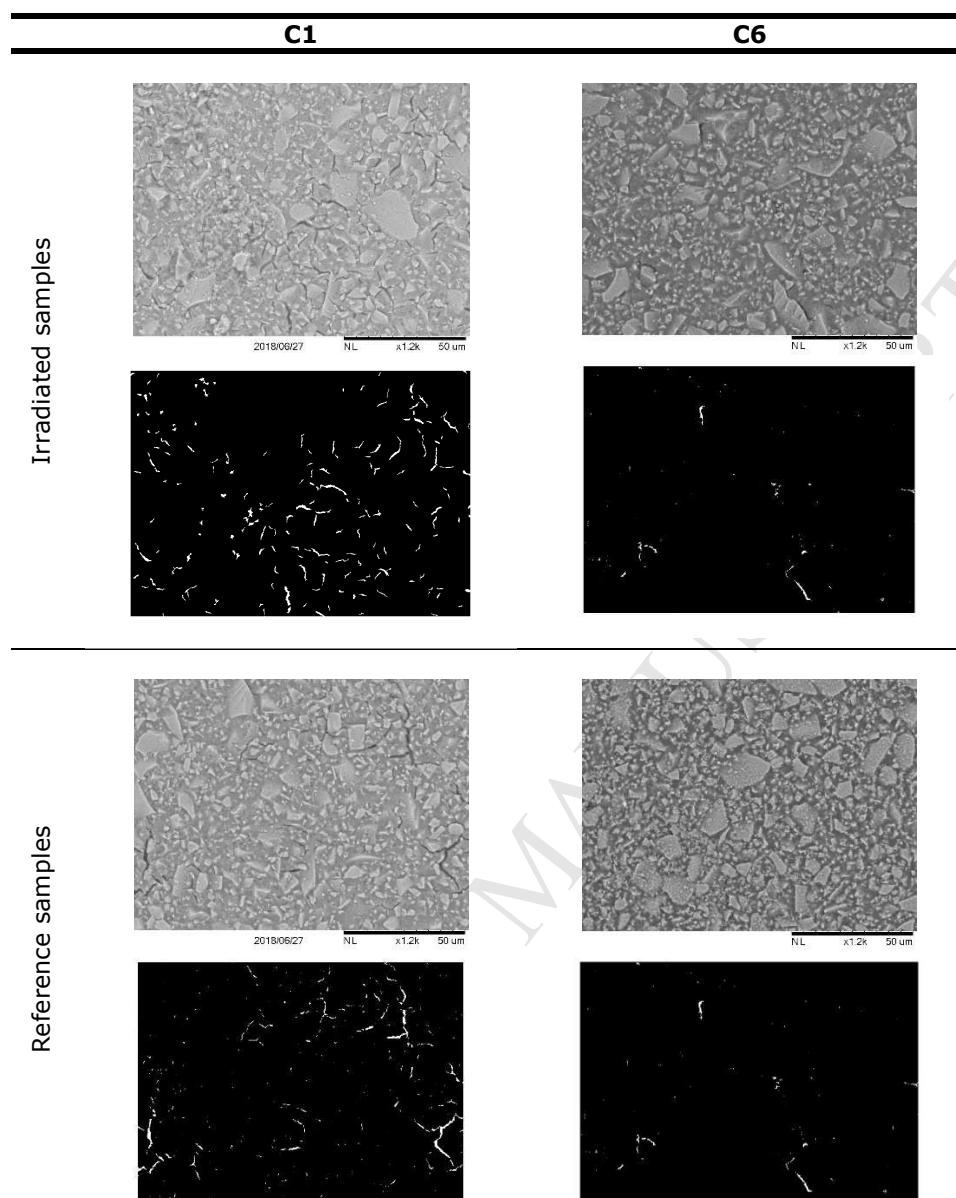 C1 C6
Irradiated samples
2018/06/27 NL x1.2k 50 um
NL x1.2k 50 um
Reference samples
2018/06/27 NL x1.2k 50 um
NL x1.2k 50 um